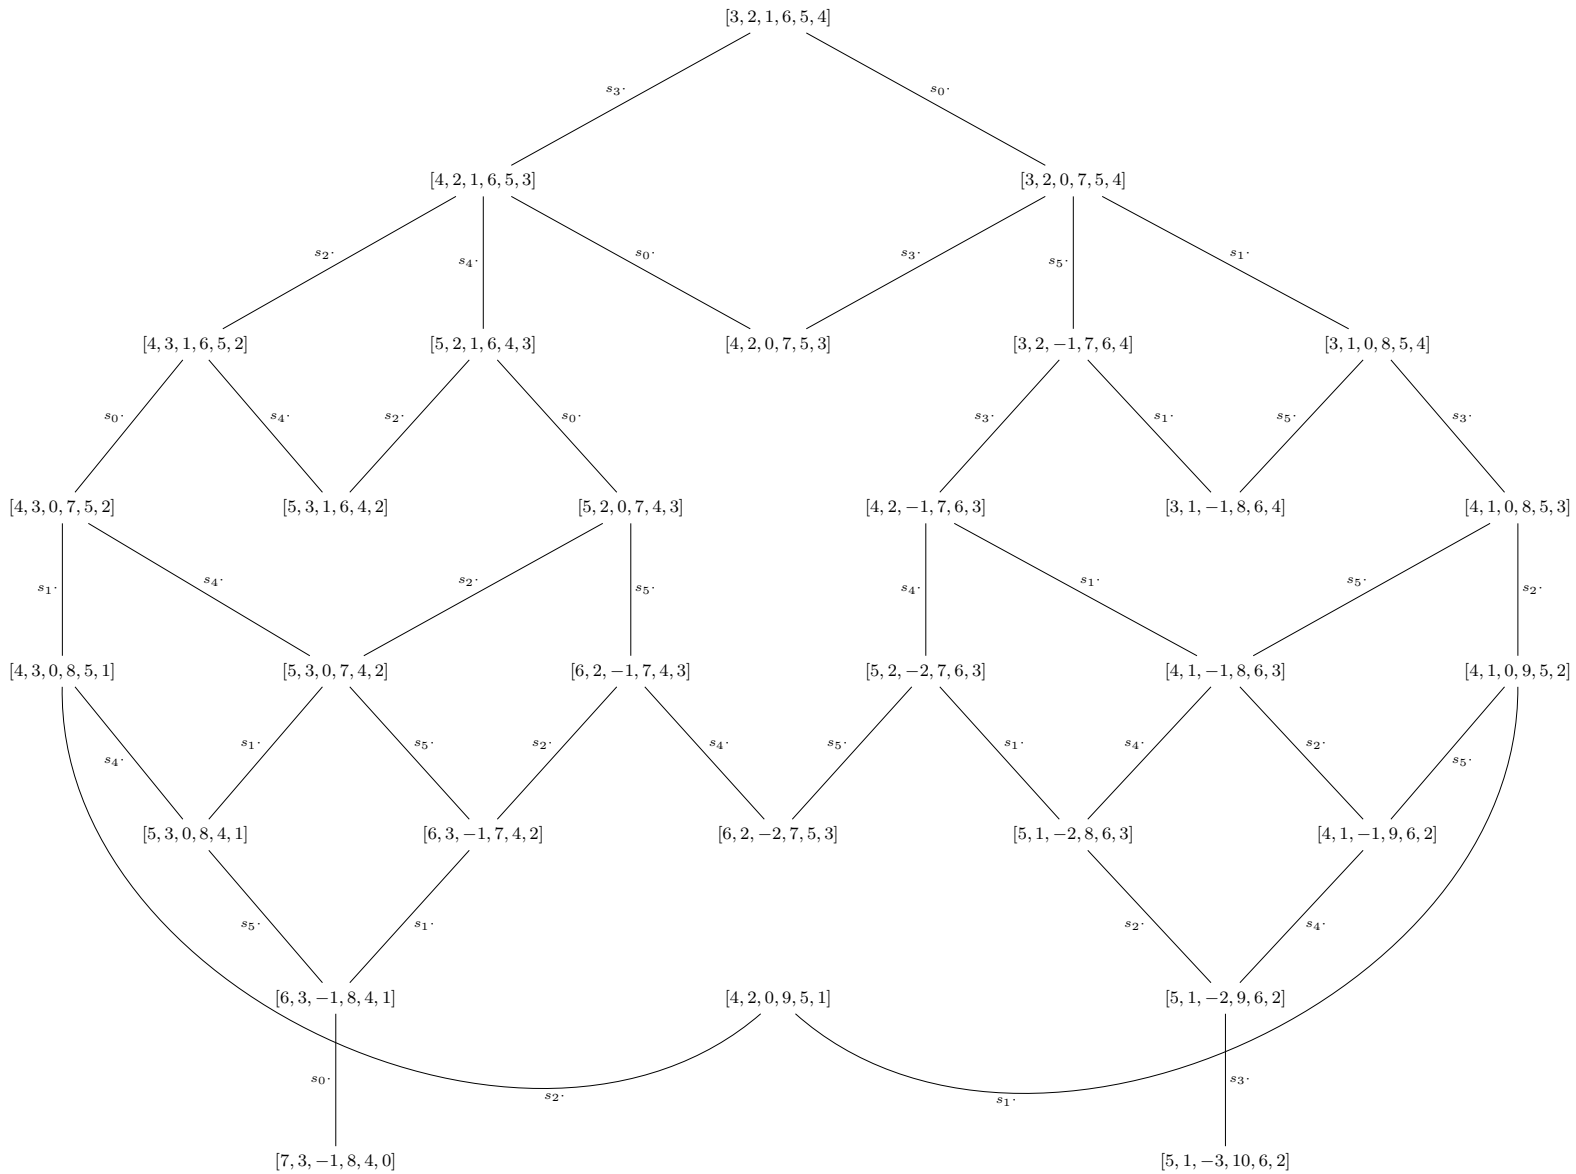 [3, 2, 1, 6, 5, 4]
s₃· s₀·
[4, 2, 1, 6, 5, 3] [3, 2, 0, 7, 5, 4]
s₂· s₄· s₀· s₃· s₅· s₁·
[4, 3, 1, 6, 5, 2] [5, 2, 1, 6, 4, 3] [4, 2, 0, 7, 5, 3] [3, 2, −1, 7, 6, 4] [3, 1, 0, 8, 5, 4]
s₀· s₄· s₂· s₀· s₃· s₁· s₅· s₃·
[4, 3, 0, 7, 5, 2] [5, 3, 1, 6, 4, 2] [5, 2, 0, 7, 4, 3] [4, 2, −1, 7, 6, 3] [3, 1, −1, 8, 6, 4] [4, 1, 0, 8, 5, 3]
s₁· s₄· s₂· s₅· s₄· s₁· s₅· s₂·
[4, 3, 0, 8, 5, 1] [5, 3, 0, 7, 4, 2] [6, 2, −1, 7, 4, 3] [5, 2, −2, 7, 6, 3] [4, 1, −1, 8, 6, 3] [4, 1, 0, 9, 5, 2]
s₄· s₁· s₅· s₂· s₄· s₅· s₁· s₄· s₂· s₅·
[5, 3, 0, 8, 4, 1] [6, 3, −1, 7, 4, 2] [6, 2, −2, 7, 5, 3] [5, 1, −2, 8, 6, 3] [4, 1, −1, 9, 6, 2]
s₅· s₁· s₂· s₄·
[6, 3, −1, 8, 4, 1] [4, 2, 0, 9, 5, 1] [5, 1, −2, 9, 6, 2]
s₀· s₂· s₁· s₃·
[7, 3, −1, 8, 4, 0] [5, 1, −3, 10, 6, 2]